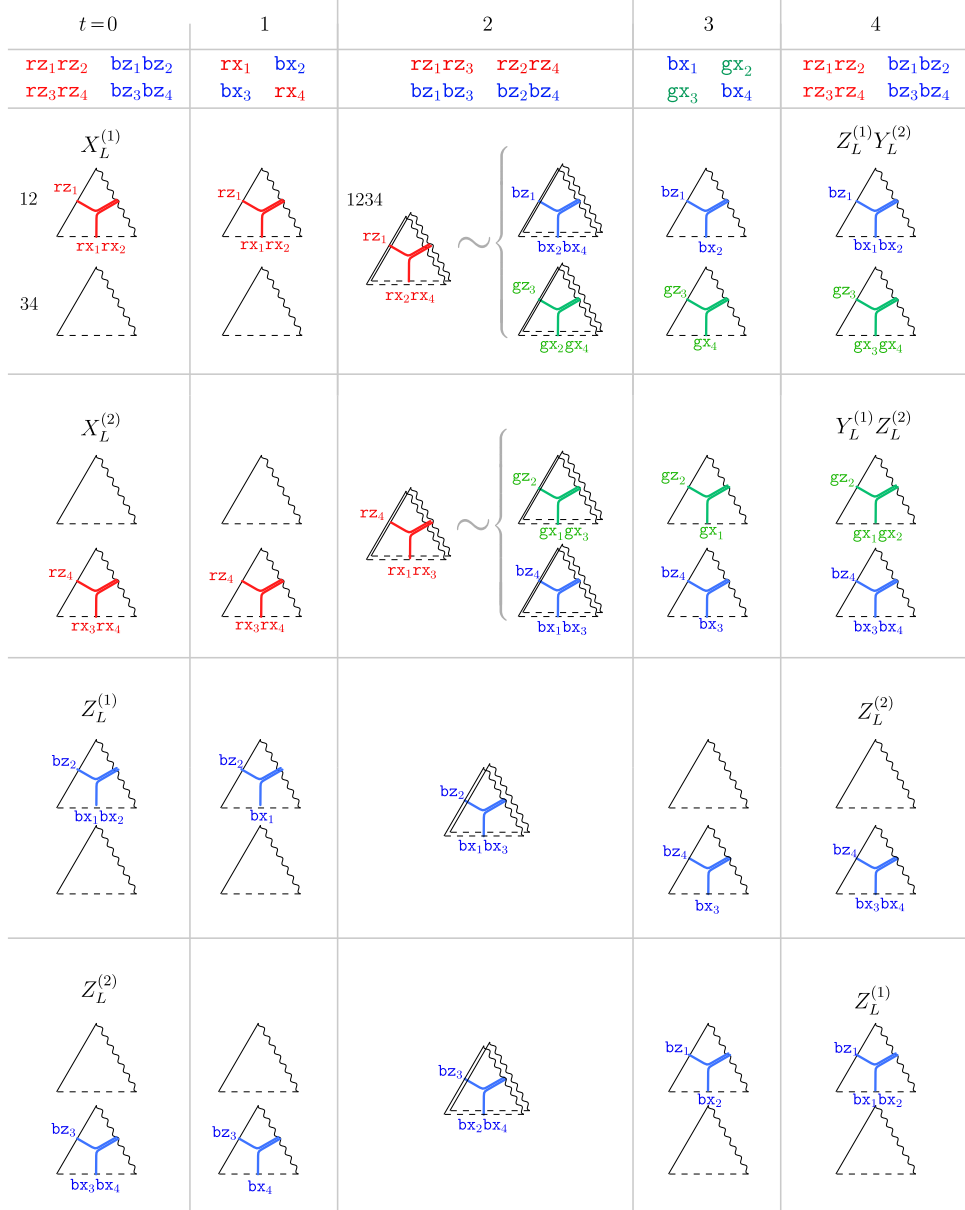 t=0 1 2 3 4
rz₁rz₂ bz₁bz₂ rx₁ bx₂ rz₁rz₃ rz₂rz₄ bx₁ gx₂ rz₁rz₂ bz₁bz₂
rz₃rz₄ bz₃bz₄ bx₃ rx₄ bz₁bz₃ bz₂bz₄ gx₃ bx₄ rz₃rz₄ bz₃bz₄
X_L^{(1)} Z_L^{(1)}Y_L^{(2)}
12 rz₁ rz₁ 1234 bz₁ bz₁ bz₁
rz₁ ~
rx₁rx₂ rx₁rx₂ bx₂bx₄ bx₂ bx₁bx₂
34 rx₂rx₄ gz₃ gz₃ gz₃
gx₂gx₄ gx₄ gx₃gx₄
X_L^{(2)} Y_L^{(1)}Z_L^{(2)}
gz₂ gz₂ gz₂
rz₄ ~ gx₁gx₃ gx₁ gx₁gx₂
rz₄ rz₄ rx₁rx₃ bz₄ bz₄ bz₄
rx₃rx₄ rx₃rx₄ bx₁bx₃ bx₃ bx₃bx₄
Z_L^{(1)} Z_L^{(2)}
bz₂ bz₂ bz₂
bx₁bx₂ bx₁ bx₁bx₃
bz₄ bz₄
bx₃ bx₃bx₄
Z_L^{(2)} Z_L^{(1)}
bz₁ bz₁
bz₃ bx₂ bx₁bx₂
bz₃ bz₃ bx₂bx₄
bx₃bx₄ bx₄